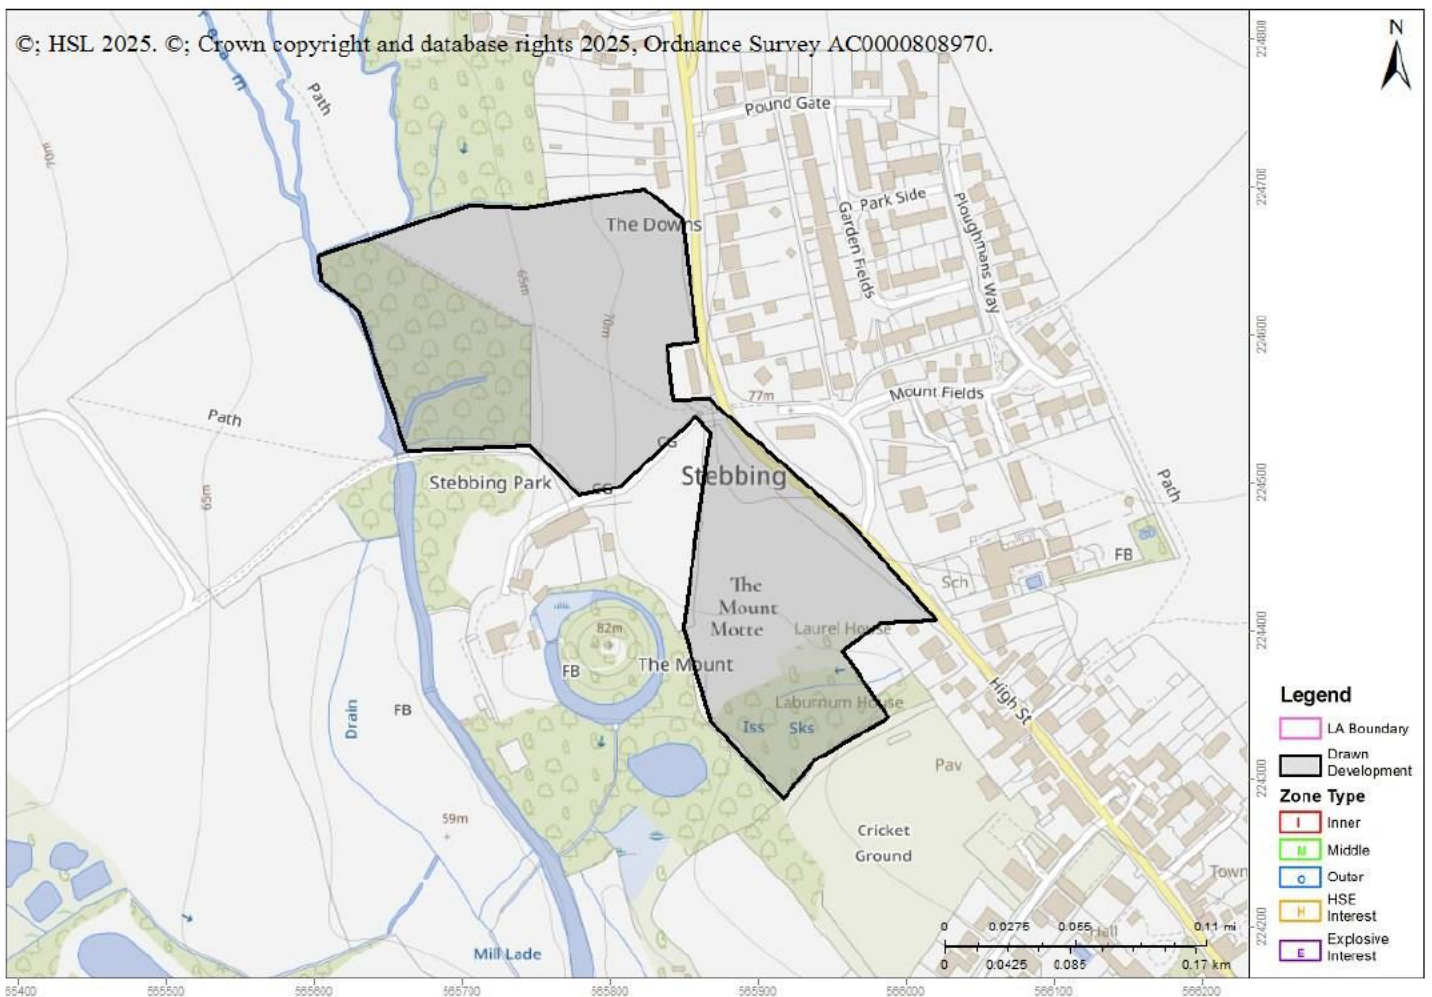 ©; HSL 2025. ©; Crown copyright and database rights 2025, Ordnance Survey AC0000808970.
N
224800
Path
70m
Pound Gate
224700
Park Side
The Downs
Garden Fields
Ploughmans Way
65m
70m
224600
77m
Mount Fields
Path
CG
Stebbing
Stebbing Park
CG
65m
224500
Path
FB
Sch
The
Mount
Motte
82m
Laurel House
224400
FB
The Mount
High St
Laburnum House
Drain
FB
Iss Sks
Pav
224300
59m
Cricket
Ground
Town
Hall
224200
Mill Lade
0 0.0275 0.055 0.11 mi
0 0.0425 0.085 0.17 km
Legend
LA Boundary
Drawn
Development
Zone Type
I Inner
M Middle
O Outer
H HSE
Interest
E Explosive
Interest
565400 565500 565600 565700 565800 565900 566000 566100 566200